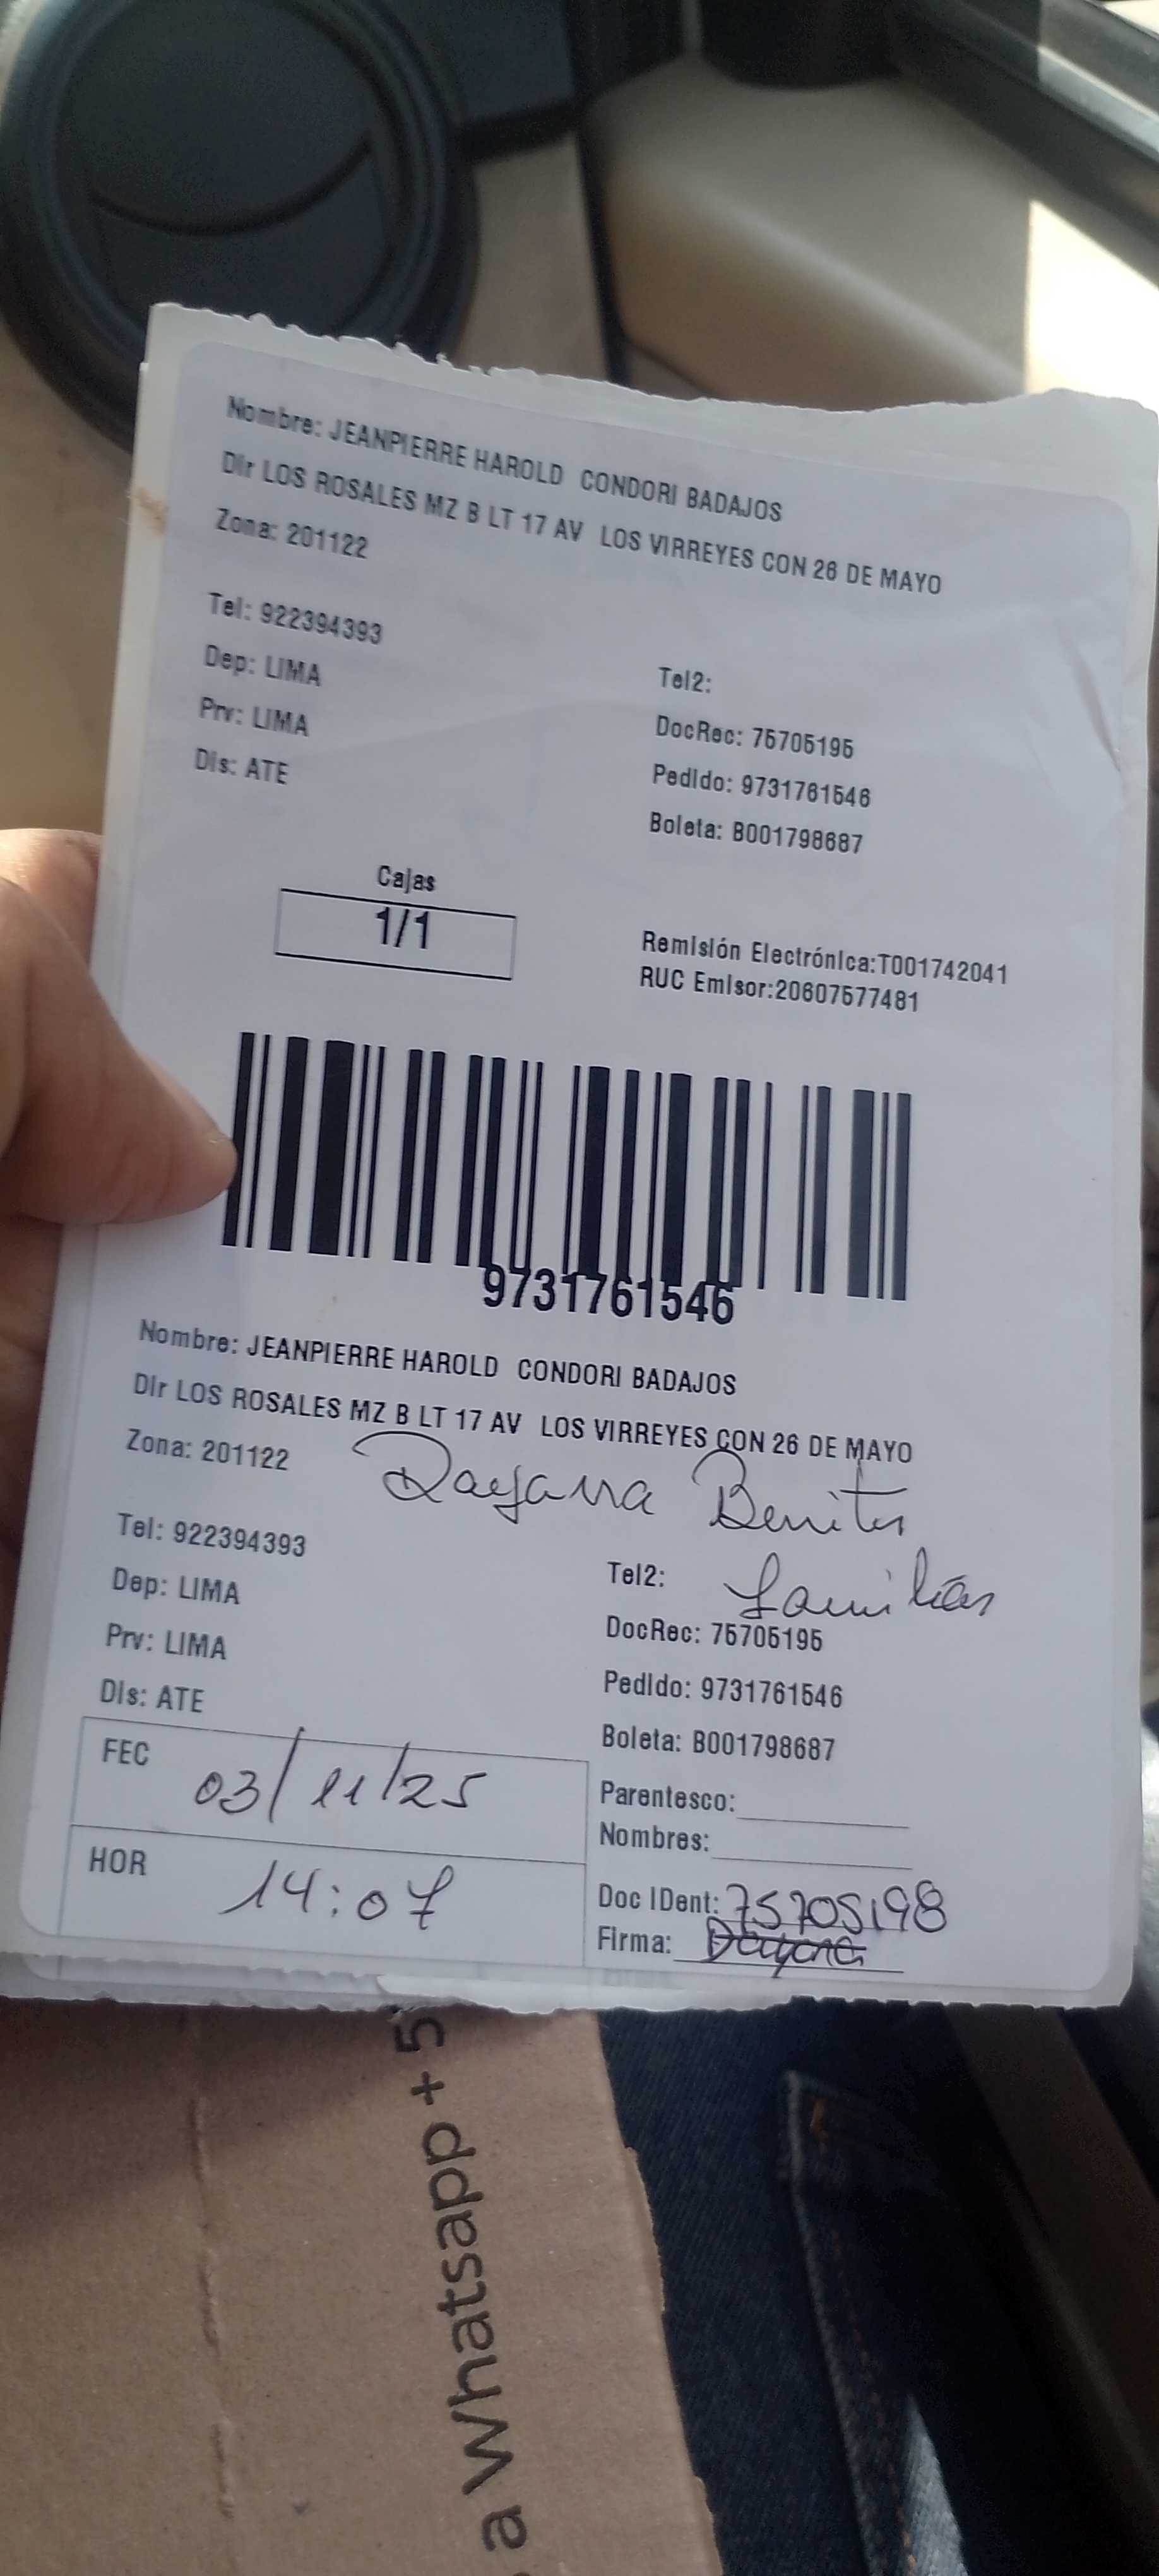 Nombre: JEANPIERRE HAROLD CONDORI BADAJOS
Dir LOS ROSALES MZ B LT 17 AV LOS VIRREYES CON 26 DE MAYO
Zona: 201122
Tel: 922394393
Tel2:
Dep: LIMA
DocRec: 75705195
Prv: LIMA
Pedido: 9731761546
Dis: ATE
Boleta: B001798687
Cajas
1/1
Remisión Electrónica:T001742041
RUC Emisor:20607577481
9731761546
Nombre: JEANPIERRE HAROLD CONDORI BADAJOS
Dir LOS ROSALES MZ B LT 17 AV LOS VIRREYES CON 26 DE MAYO
Zona: 201122
Benites
Tel: 922394393
Tel2:
Dep: LIMA
DocRec: 75705195
Prv: LIMA
Pedido: 9731761546
Dis: ATE
Boleta: B001798687
FEC 03/11/25
Parentesco:
Nombres:
HOR 14:07
Doc IDent: 75705198
Firma:
a whatsapp + 5